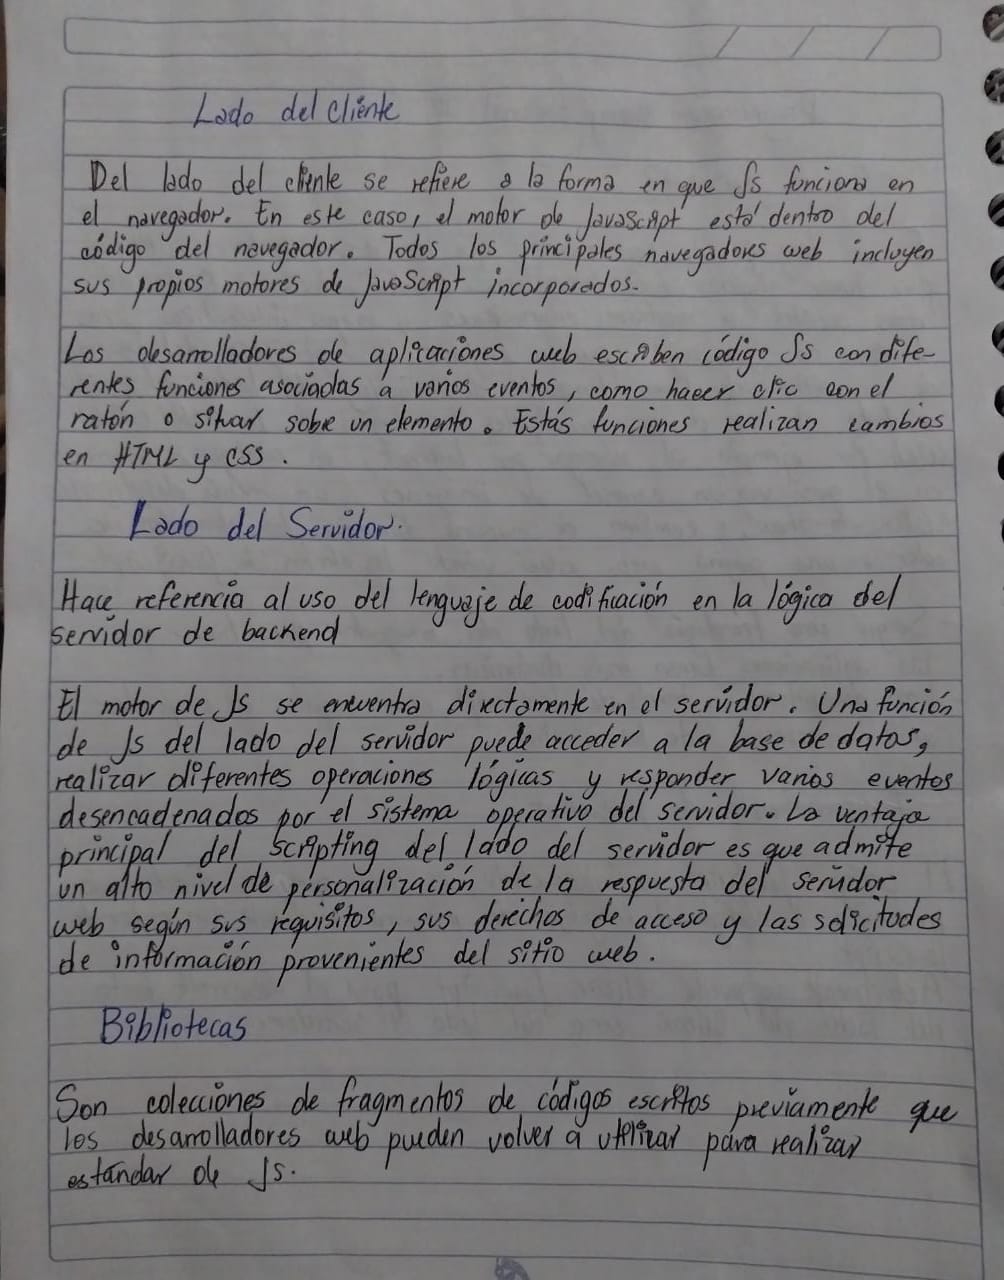 Lado del Cliente
Del lado del cliente se refiere a la forma en que Js funciona en
el navegador. En este caso, el motor de JavaScript está dentro del
código del navegador. Todos los principales navegadores web incluyen
sus propios motores de JavaScript incorporados.
Los desarrolladores de aplicaciones web escriben código Js con dife-
rentes funciones asociadas a varios eventos, como hacer clic con el
ratón o situar sobre un elemento. Estás funciones realizan cambios
en HTML y CSS.
Lado del Servidor.
Hace referencia al uso del lenguaje de codificación en la lógica del
servidor de backend
El motor de Js se encuentra directamente en el servidor. Una función
de Js del lado del servidor puede acceder a la base de datos,
realizar diferentes operaciones lógicas y responder varios eventos
desencadenados por el sistema operativo del servidor. La ventaja
principal del scripting del lado del servidor es que admite
un alto nivel de personalización de la respuesta del servidor
web según sus requisitos, sus derechos de acceso y las solicitudes
de información provenientes del sitio web.
Bibliotecas
Son colecciones de fragmentos de códigos escritos previamente que
los desarrolladores web pueden volver a utilizar para realizar
estándar de Js.